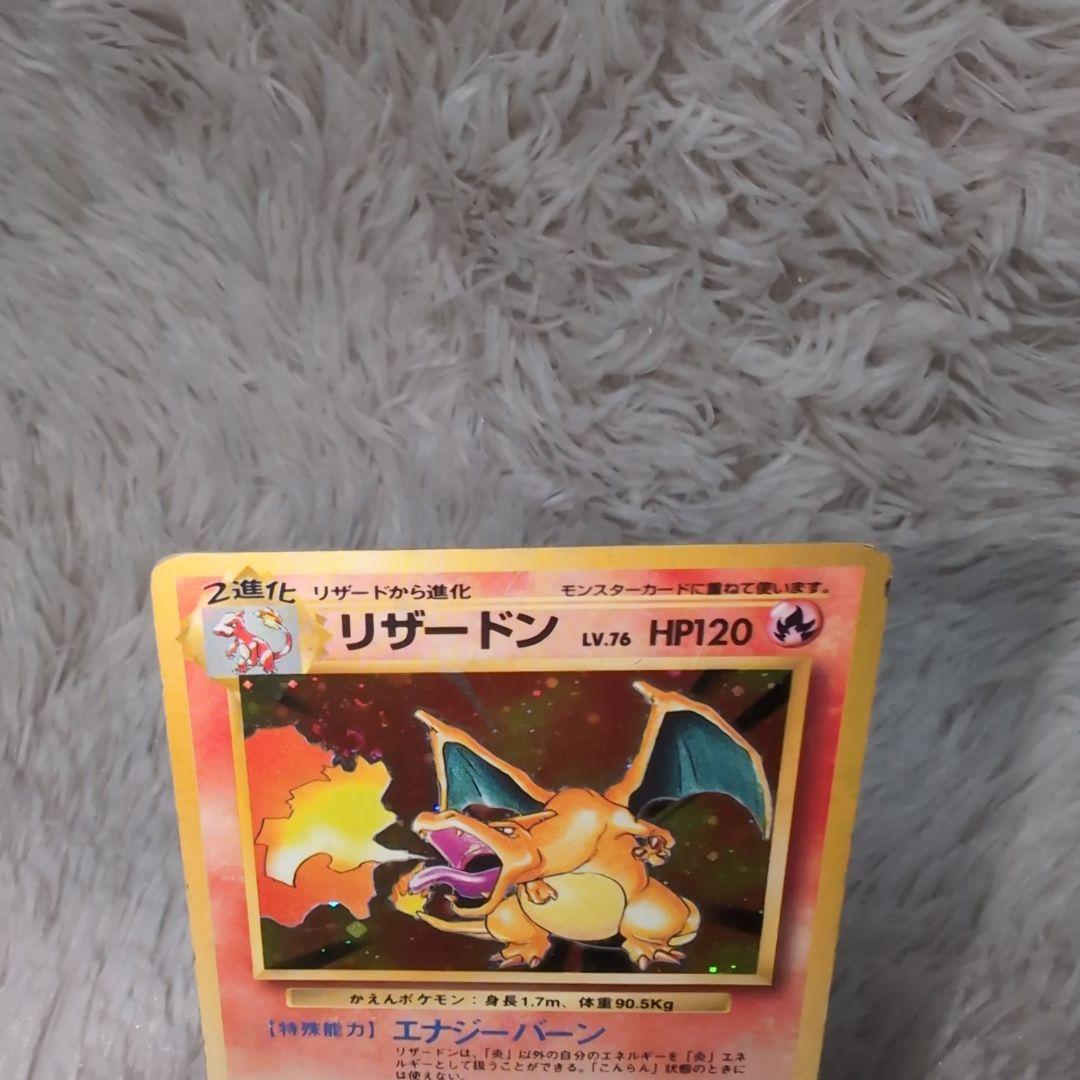 2進化 リザードから進化 モンスターカードに重ねて使います。
リザードン LV.76 HP120
かえんポケモン：身長1.7m、体重90.5Kg
【特殊能力】エナジーバーン
リザードンは、「炎」以外の自分のエネルギーを「炎」エネ
ルギーとして扱うことができる。「こんらん」状態のときに
は使えない。